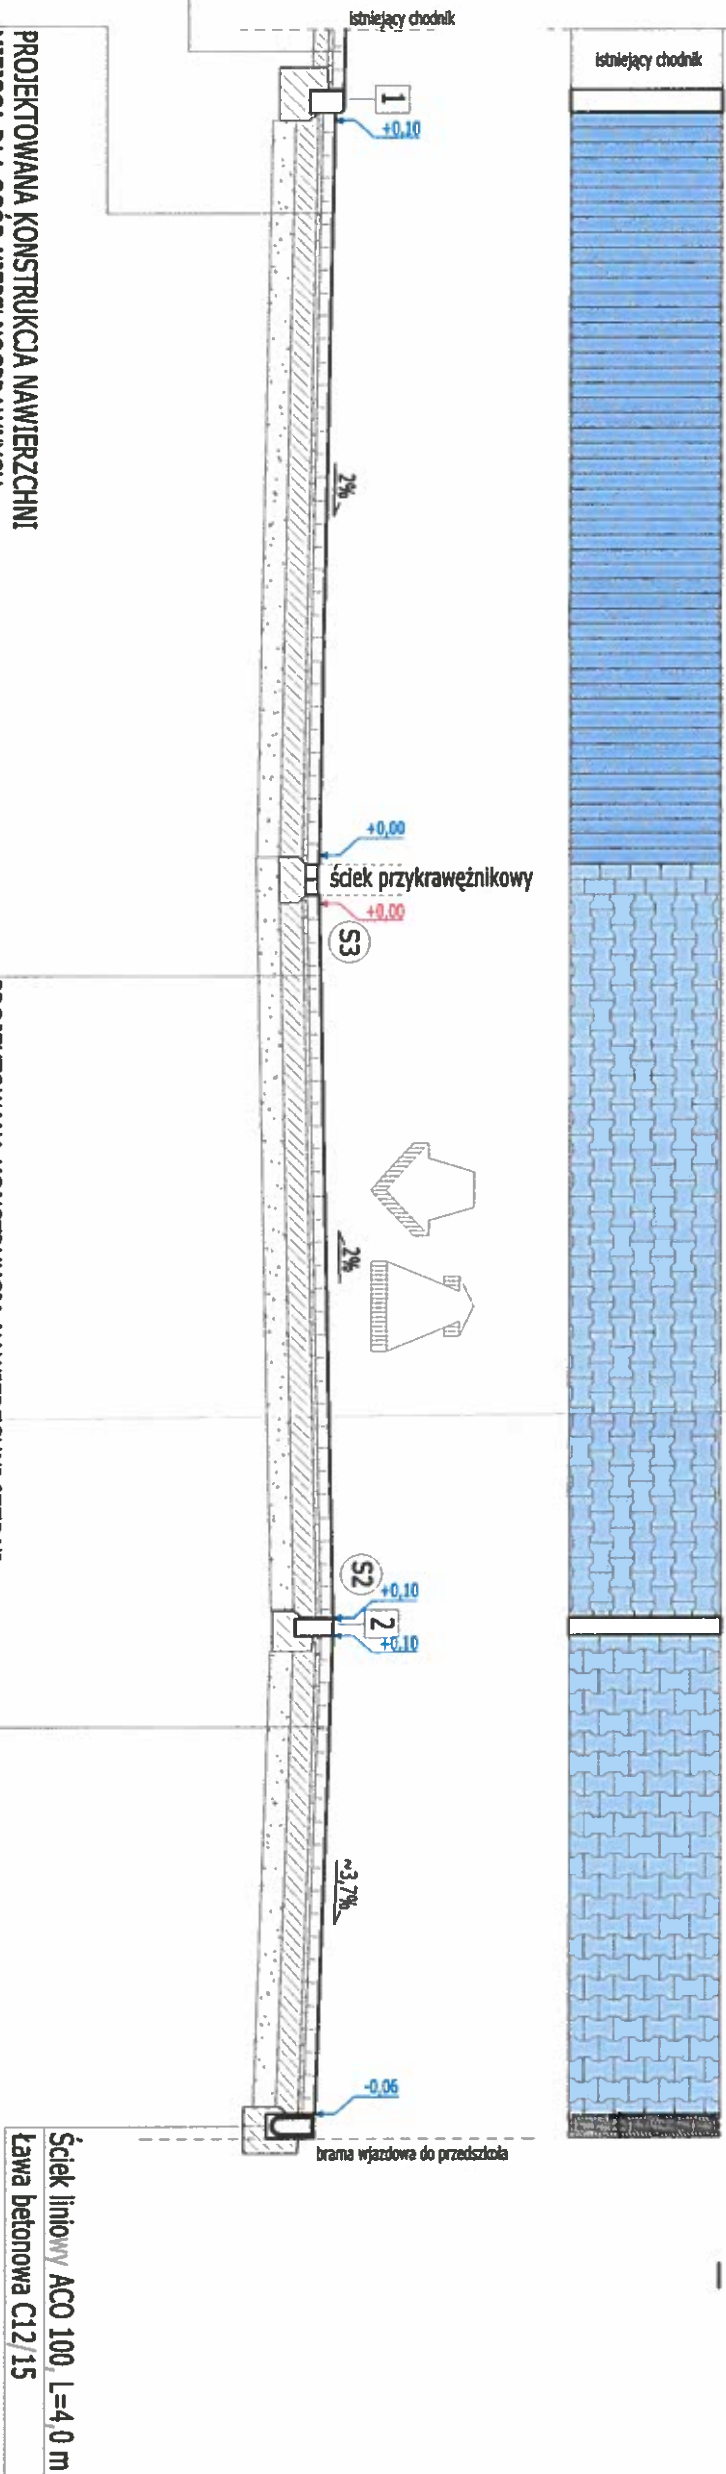 istniejący chodnik
istniejący chodnik
1
+0,10
2%
+0,00
ściek przykrawężnikowy
+0,00
S3
2%
S2
+0,10
2
+0,10
~3,7%
-0,06
brama wjazdowa do przedszkola
PROJEKTOWANA KONSTRUKCJA NAWIERZCHNI
Ściek liniowy ACO 100, L=4,0 m
Ława betonowa C12/15